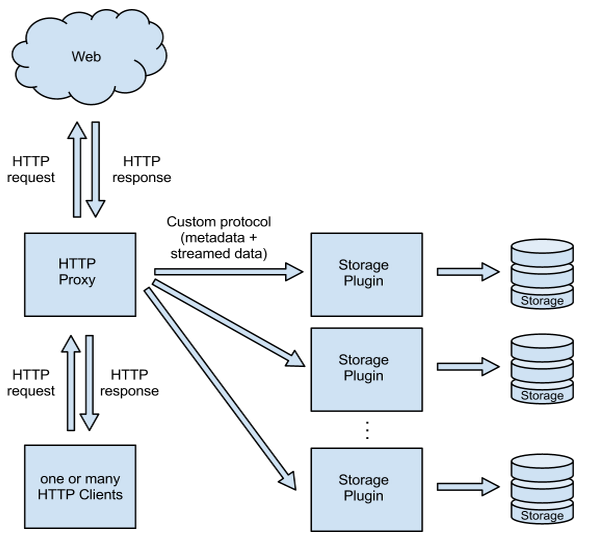 Web
HTTP
request
HTTP
response
Custom protocol
(metadata +
streamed data)
HTTP
Proxy
Storage
Plugin
Storage
Storage
Plugin
Storage
HTTP
request
HTTP
response
⋮
one or many
HTTP Clients
Storage
Plugin
Storage